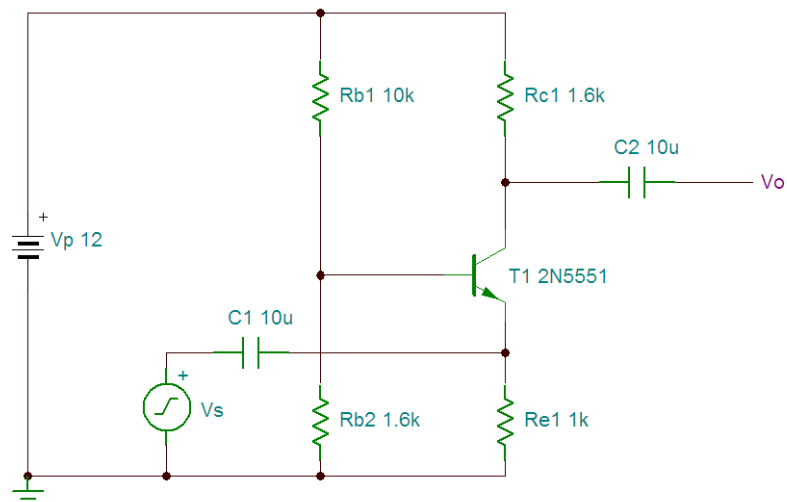 Rb1 10k
Rc1 1.6k
C2 10u
Vo
+
Vp 12
T1 2N5551
C1 10u
+
Vs
Rb2 1.6k
Re1 1k